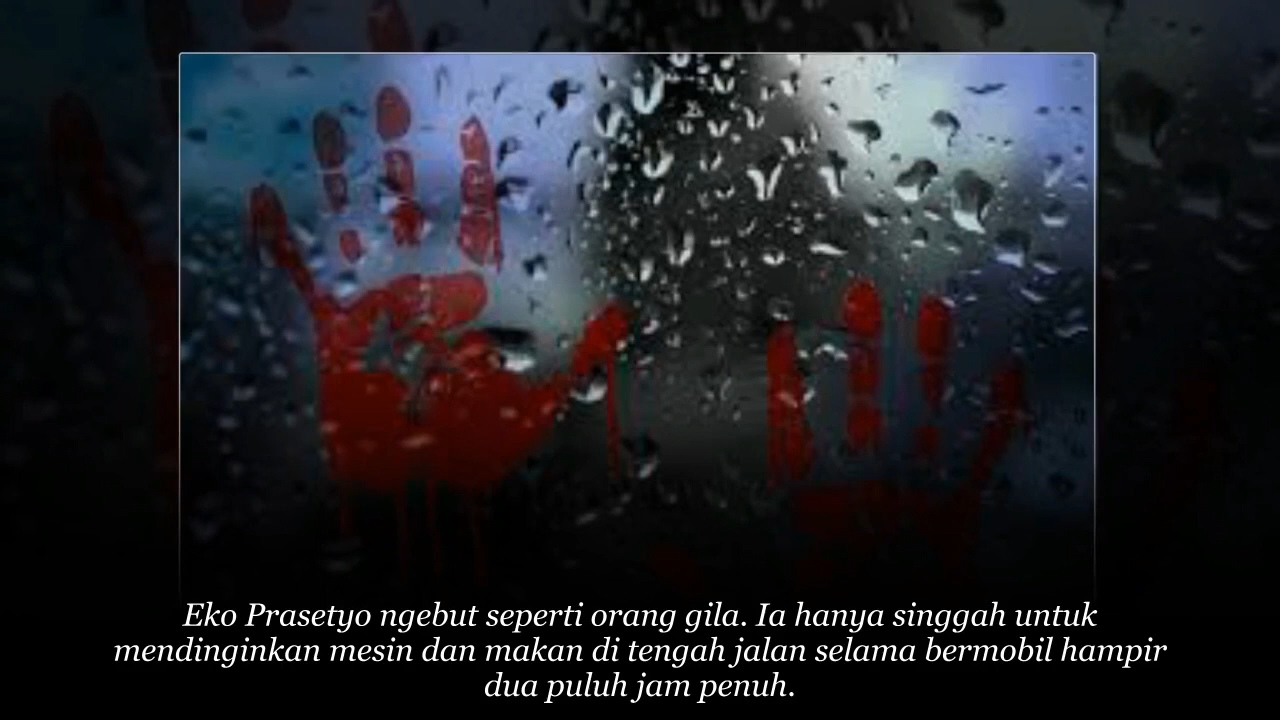 Eko Prasetyo ngebut seperti orang gila. Ia hanya singgah untuk
mendinginkan mesin dan makan di tengah jalan selama bermobil hampir
dua puluh jam penuh.